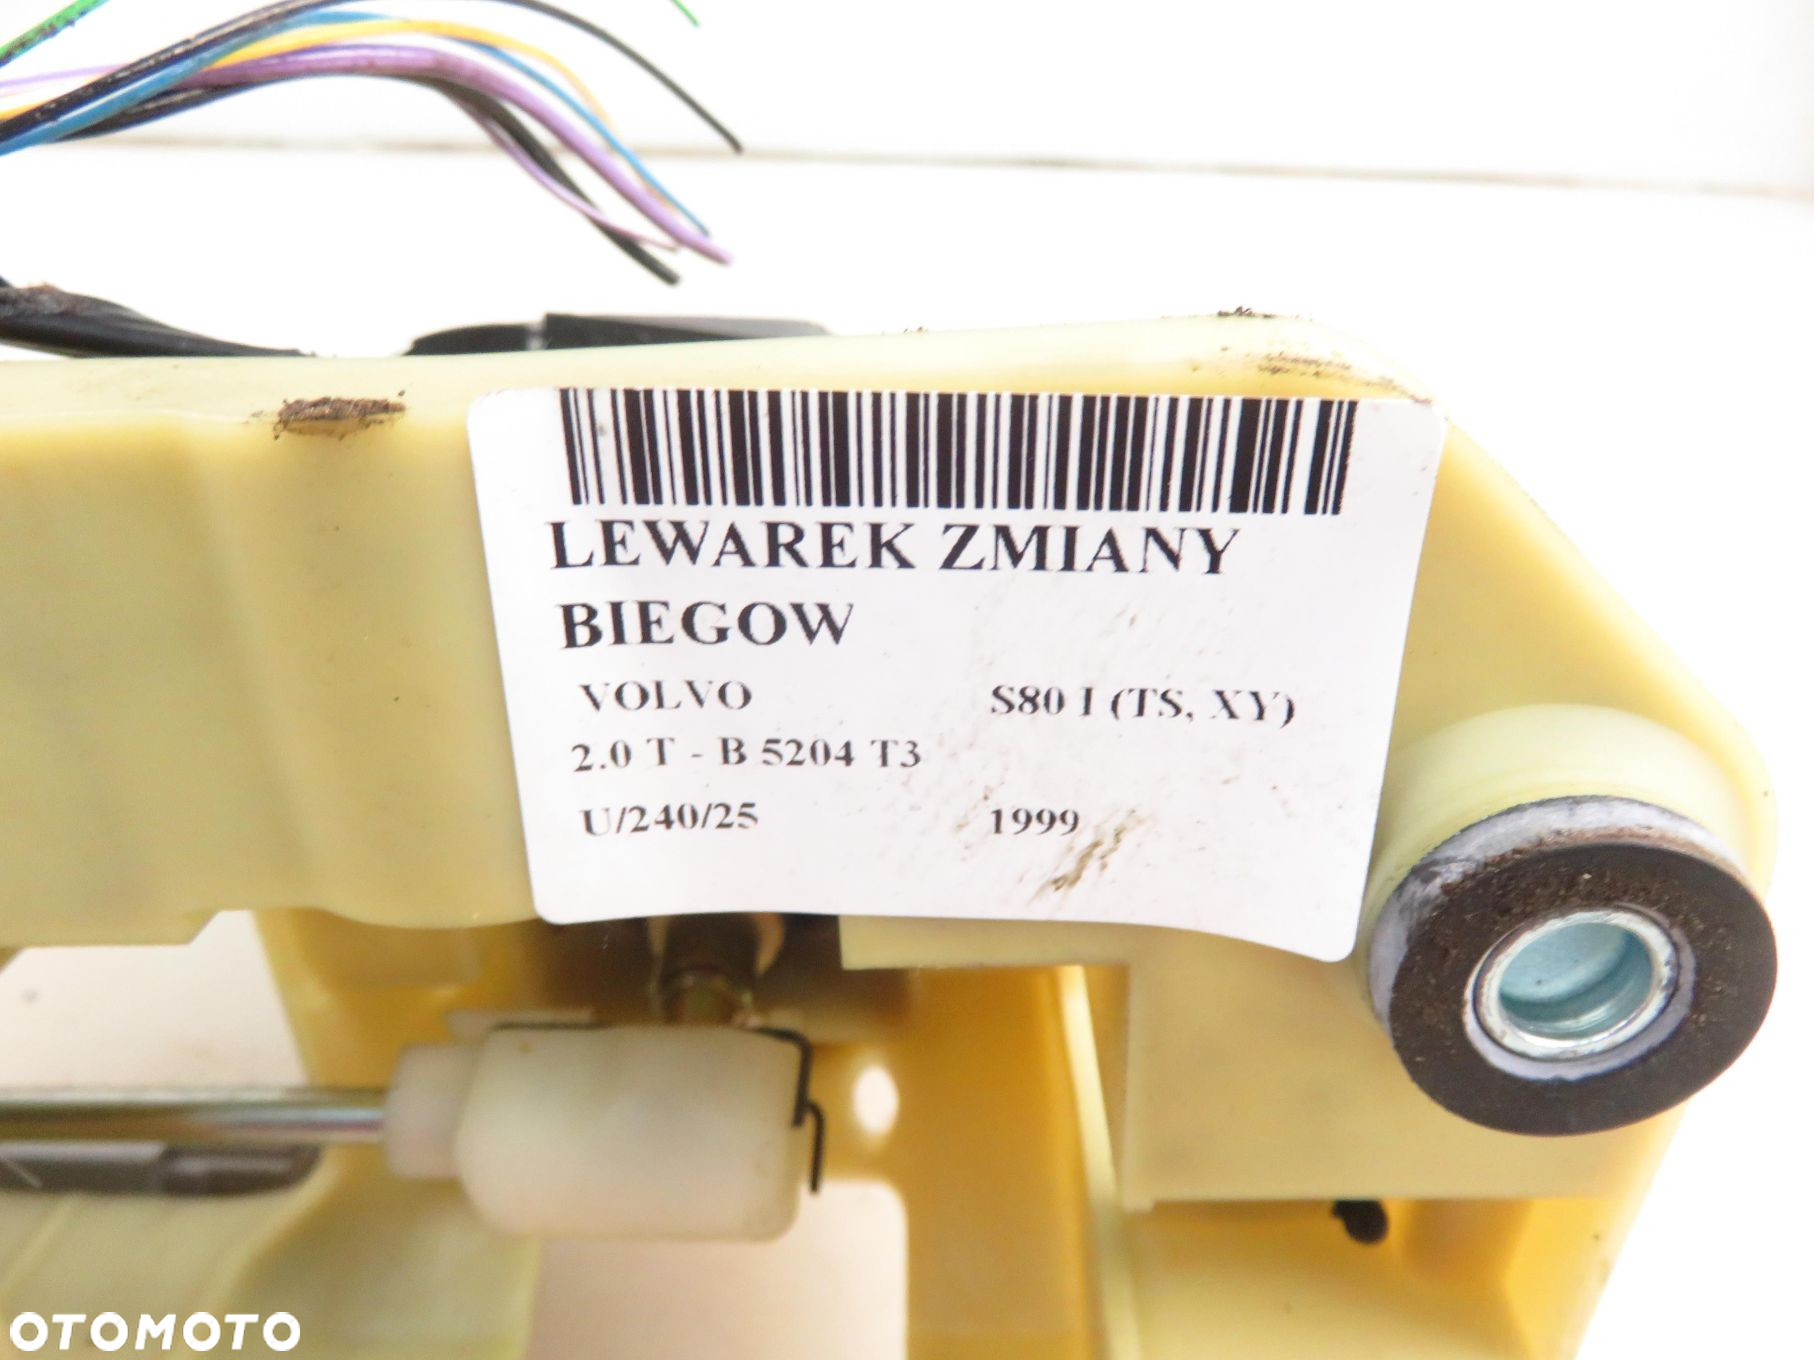 LEWAREK ZMIANY
BIEGOW
VOLVO S80 I (TS, XY)
2.0 T - B 5204 T3
U/240/25 1999
OTOMOTO